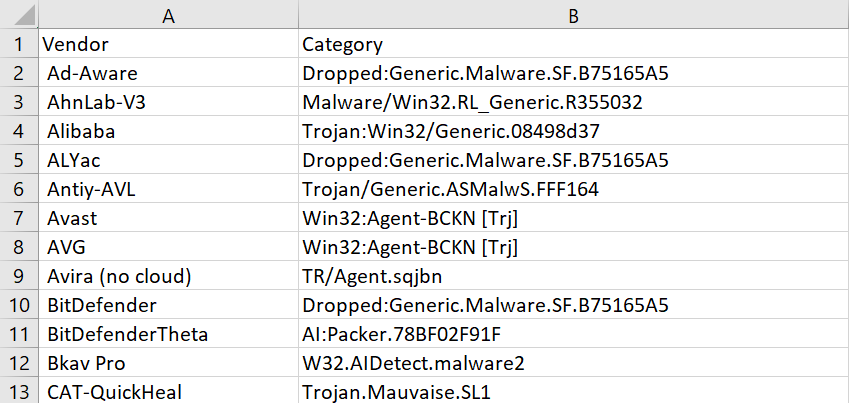 A B
1 Vendor Category
2 Ad-Aware Dropped:Generic.Malware.SF.B75165A5
3 AhnLab-V3 Malware/Win32.RL_Generic.R355032
4 Alibaba Trojan:Win32/Generic.08498d37
5 ALYac Dropped:Generic.Malware.SF.B75165A5
6 Antiy-AVL Trojan/Generic.ASMalwS.FFF164
7 Avast Win32:Agent-BCKN [Trj]
8 AVG Win32:Agent-BCKN [Trj]
9 Avira (no cloud) TR/Agent.sqjbn
10 BitDefender Dropped:Generic.Malware.SF.B75165A5
11 BitDefenderTheta AI:Packer.78BF02F91F
12 Bkav Pro W32.AIDetect.malware2
13 CAT-QuickHeal Trojan.Mauvaise.SL1